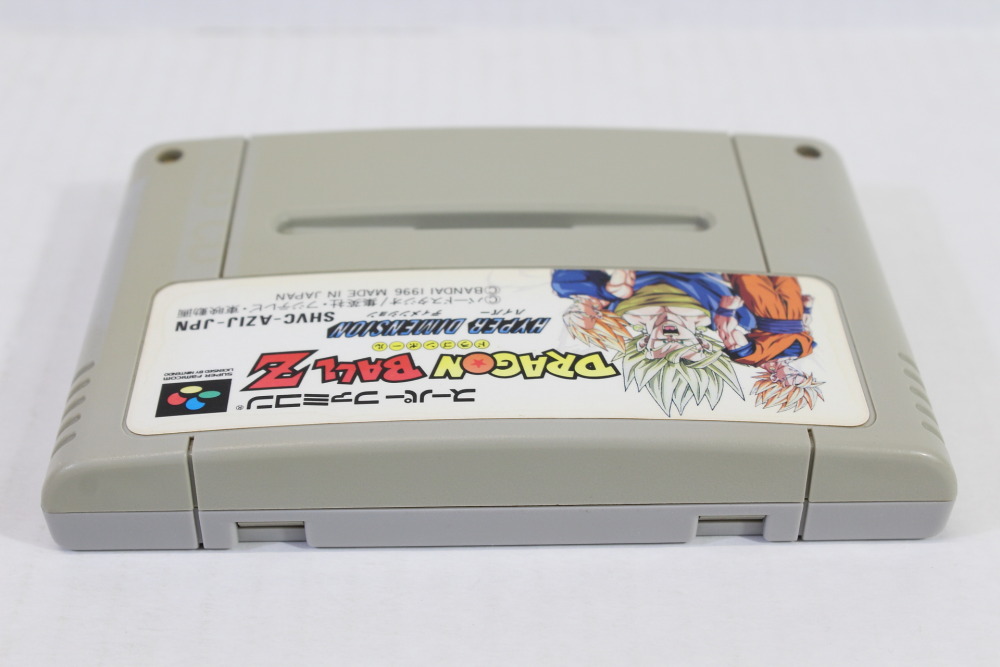 スーパーファミコン®
SUPER FAMICOM
LICENSED BY NINTENDO
DRAGON BALL Z
ドラゴンボール
HYPER DIMENSION
ハイパー ディメンション
SHVC-AZIJ-JPN
©バードスタジオ/集英社・フジテレビ・東映動画
©BANDAI 1996 MADE IN JAPAN